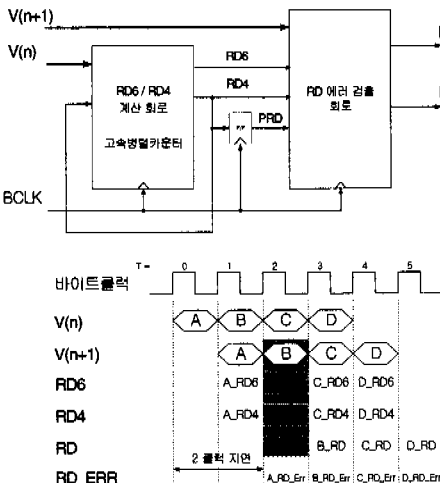 V(n+1)
V(n)
RD6 / RD4
계산 회로
고속병렬카운터
RD6
RD4
F/F
PRD
RD 에러 검출
회로
BCLK
T = 0 1 2 3 4 5
바이트클럭
V(n) A B C D
V(n+1) A B C D
RD6 A_RD6 C_RD6 D_RD6
RD4 A_RD4 C_RD4 D_RD4
RD B_RD C_RD D_RD
2 클럭 지연
RD_ERR A_RD_Err B_RD_Err C_RD_Err D_RD_Err